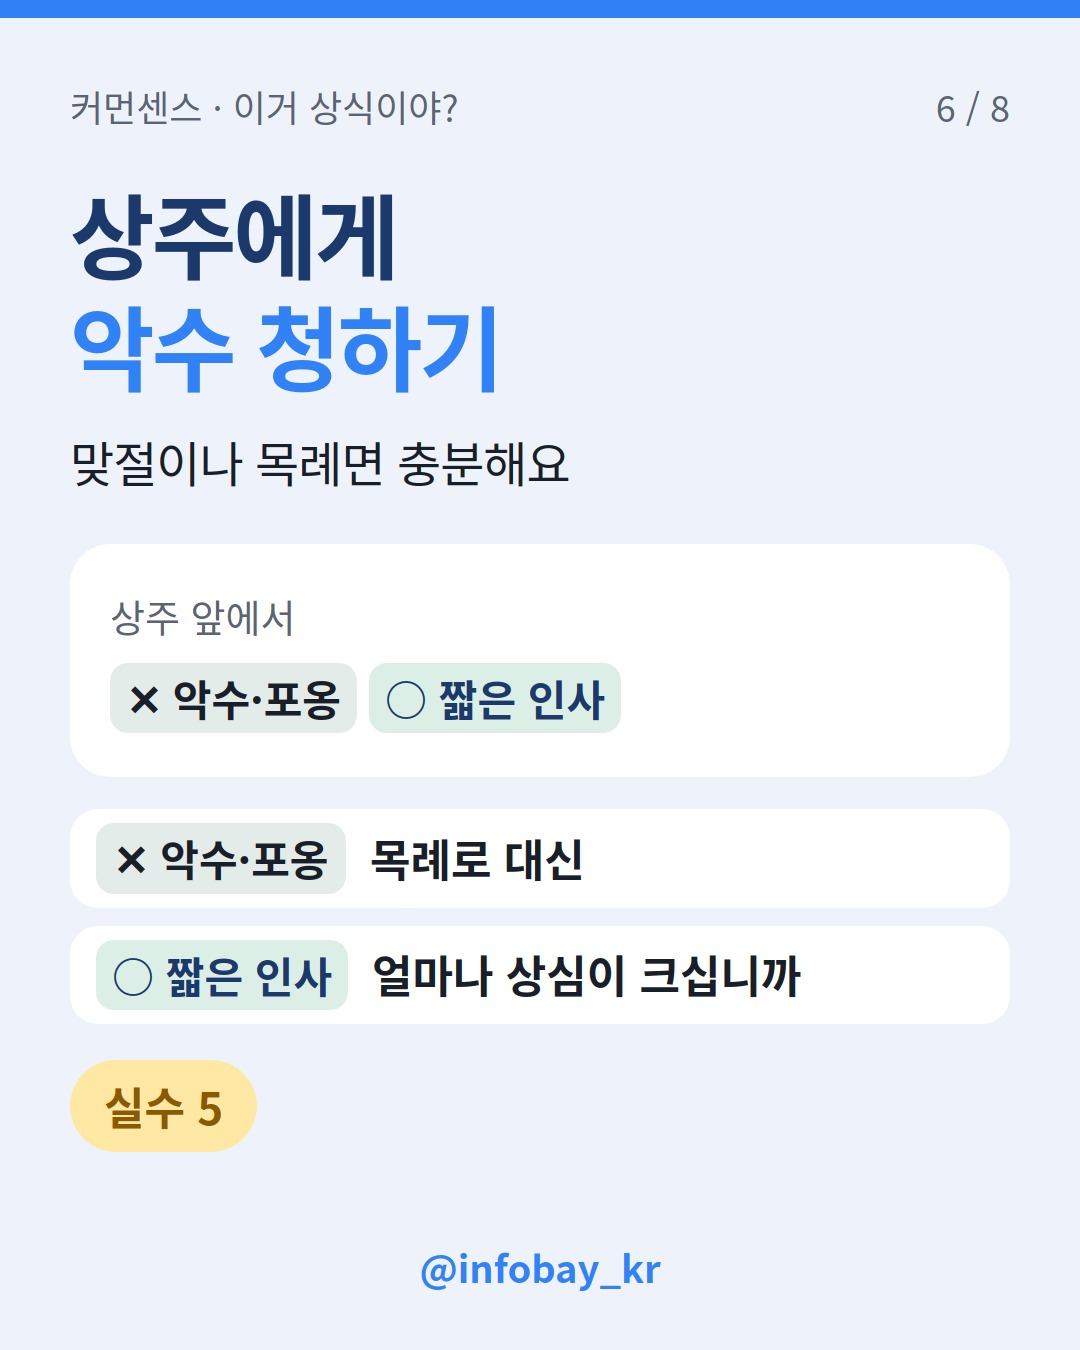 커먼센스 · 이거 상식이야?
6 / 8
상주에게
악수 청하기
맞절이나 목례면 충분해요
상주 앞에서
✕ 악수·포옹 ○ 짧은 인사
✕ 악수·포옹 목례로 대신
○ 짧은 인사 얼마나 상심이 크십니까
실수 5
@infobay_kr